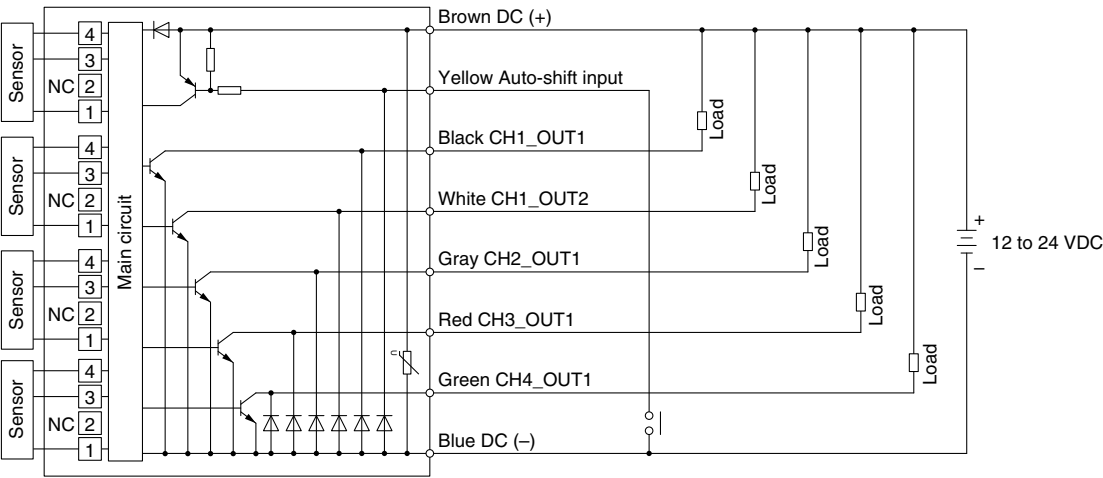 Brown DC (+)
Yellow Auto-shift input
Black CH1_OUT1
White CH1_OUT2
Gray CH2_OUT1
Red CH3_OUT1
Green CH4_OUT1
Blue DC (–)
Sensor
4
3
NC 2
1
Sensor
4
3
NC 2
1
Sensor
4
3
NC 2
1
Sensor
4
3
NC 2
1
Main circuit
Load
Load
Load
Load
Load
+
12 to 24 VDC
–